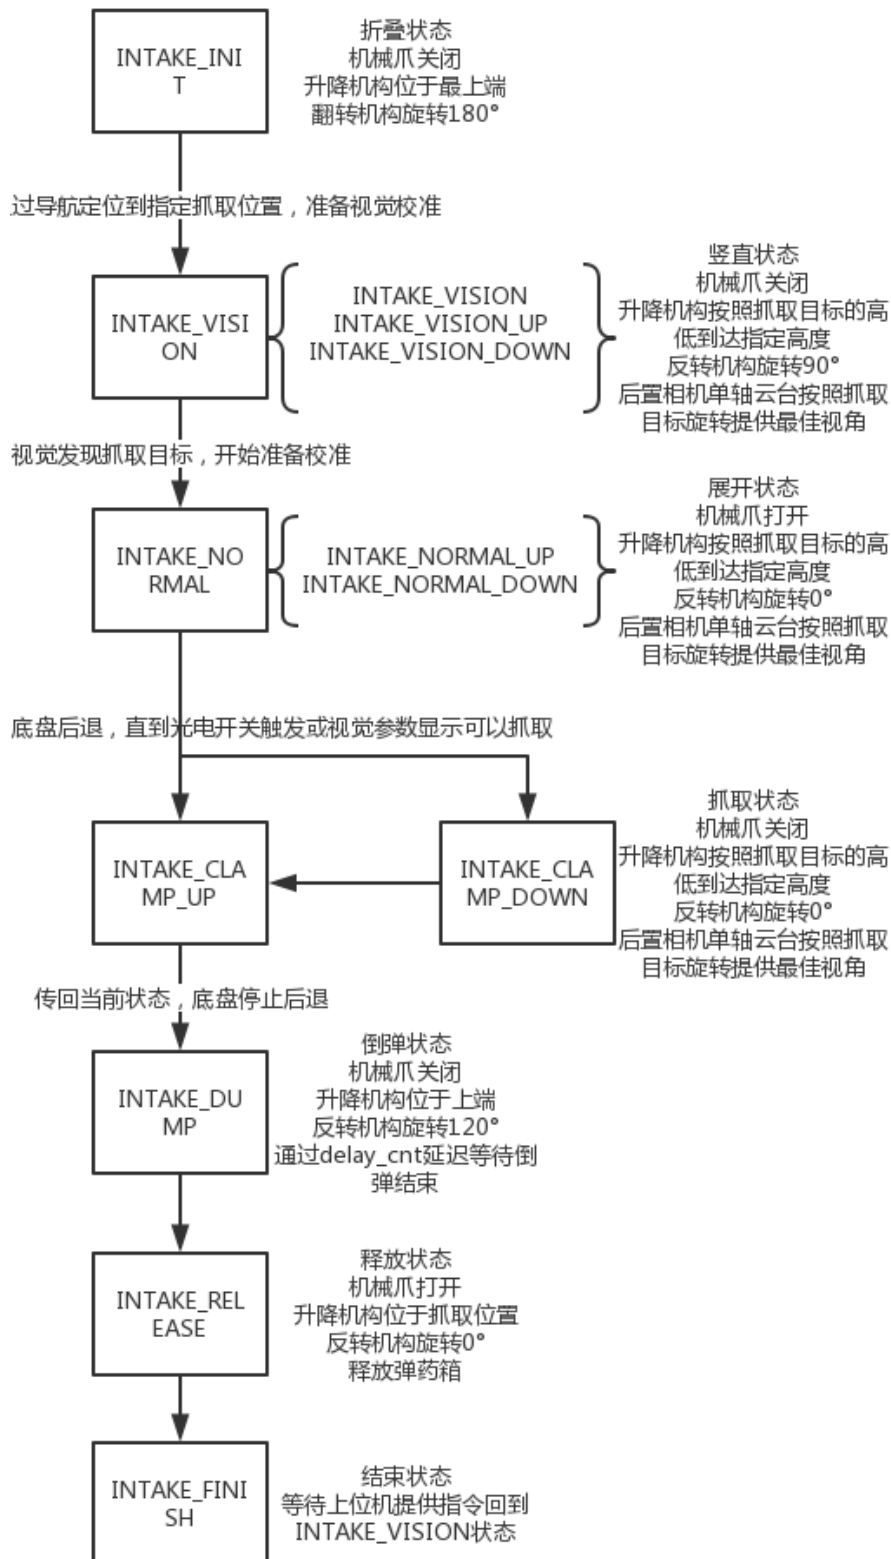 INTAKE_INI
T
折叠状态
机械爪关闭
升降机构位于最上端
翻转机构旋转180°
过导航定位到指定抓取位置，准备视觉校准
INTAKE_VISI
ON
INTAKE_VISION
INTAKE_VISION_UP
INTAKE_VISION_DOWN
竖直状态
机械爪关闭
升降机构按照抓取目标的高
低到达指定高度
反转机构旋转90°
后置相机单轴云台按照抓取
目标旋转提供最佳视角
视觉发现抓取目标，开始准备校准
INTAKE_NO
RMAL
INTAKE_NORMAL_UP
INTAKE_NORMAL_DOWN
展开状态
机械爪打开
升降机构按照抓取目标的高
低到达指定高度
反转机构旋转0°
后置相机单轴云台按照抓取
目标旋转提供最佳视角
底盘后退，直到光电开关触发或视觉参数显示可以抓取
INTAKE_CLA
MP_UP
INTAKE_CLA
MP_DOWN
抓取状态
机械爪关闭
升降机构按照抓取目标的高
低到达指定高度
反转机构旋转0°
后置相机单轴云台按照抓取
目标旋转提供最佳视角
传回当前状态，底盘停止后退
INTAKE_DU
MP
倒弹状态
机械爪关闭
升降机构位于上端
反转机构旋转120°
通过delay_cnt延迟等待倒
弹结束
INTAKE_REL
EASE
释放状态
机械爪打开
升降机构位于抓取位置
反转机构旋转0°
释放弹药箱
INTAKE_FINI
SH
结束状态
等待上位机提供指令回到
INTAKE_VISION状态